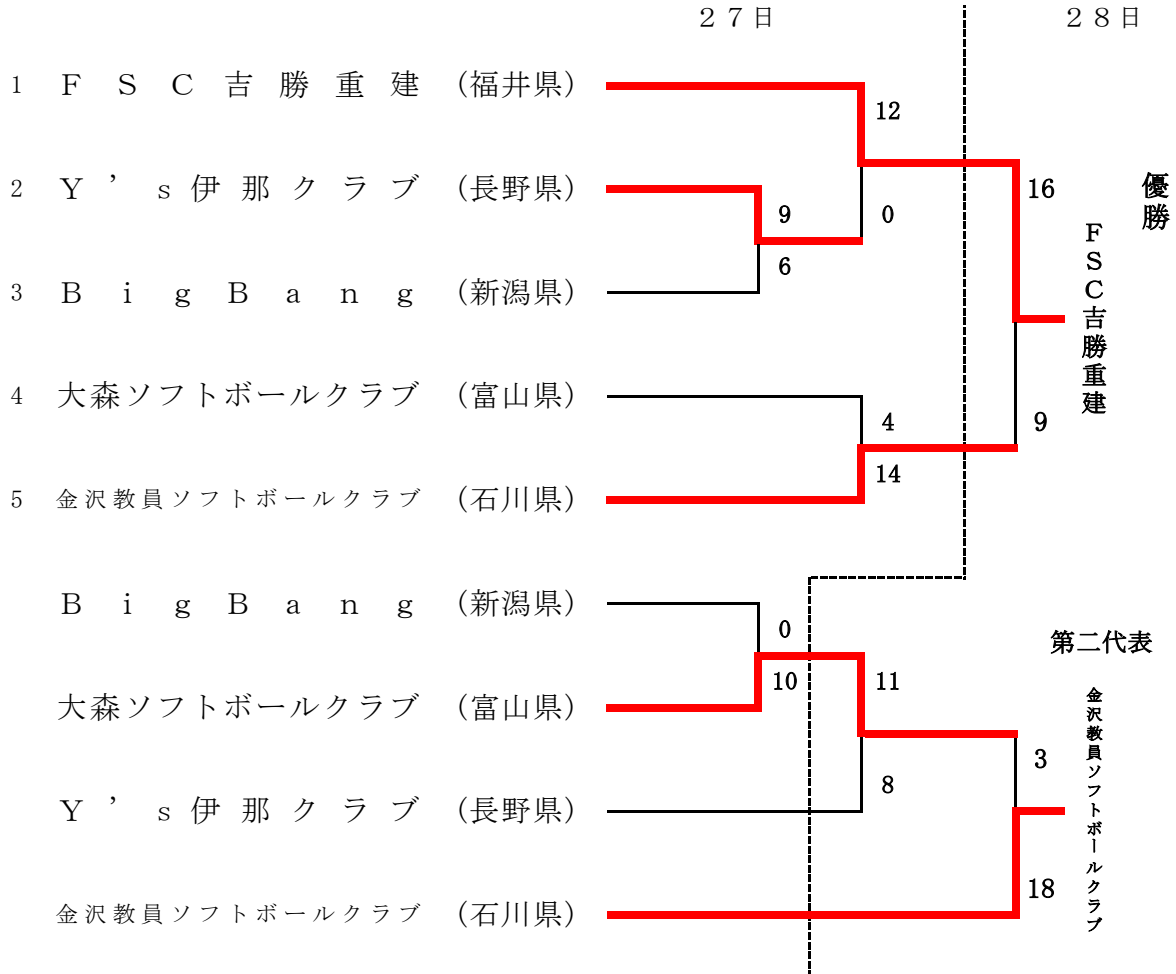 ２７日 ２８日
1 ＦＳＣ吉勝重建 (福井県)
12
2 Ｙ’ｓ伊那クラブ (長野県) 16 優勝
9 0
ＦＳＣ吉勝重建
6
3 ＢｉｇＢａｎｇ (新潟県)
4 大森ソフトボールクラブ (富山県)
4 9
14
5 金沢教員ソフトボールクラブ (石川県)
ＢｉｇＢａｎｇ (新潟県)
0 第二代表
10 11
大森ソフトボールクラブ (富山県) 金沢教員ソフトボールクラブ
3
8
Ｙ’ｓ伊那クラブ (長野県)
18
金沢教員ソフトボールクラブ (石川県)